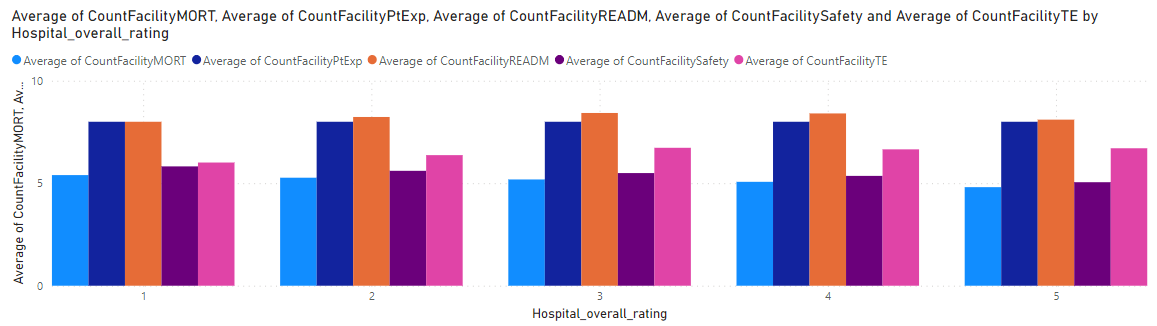 Average of CountFacilityMORT, Average of CountFacilityPtExp, Average of CountFacilityREADM, Average of CountFacilitySafety and Average of CountFacilityTE by
Hospital_overall_rating
Average of CountFacilityMORT Average of CountFacilityPtExp Average of CountFacilityREADM Average of CountFacilitySafety Average of CountFacilityTE
Average of CountFacilityMORT, Av...
10
5
0
1 2 3 4 5
Hospital_overall_rating